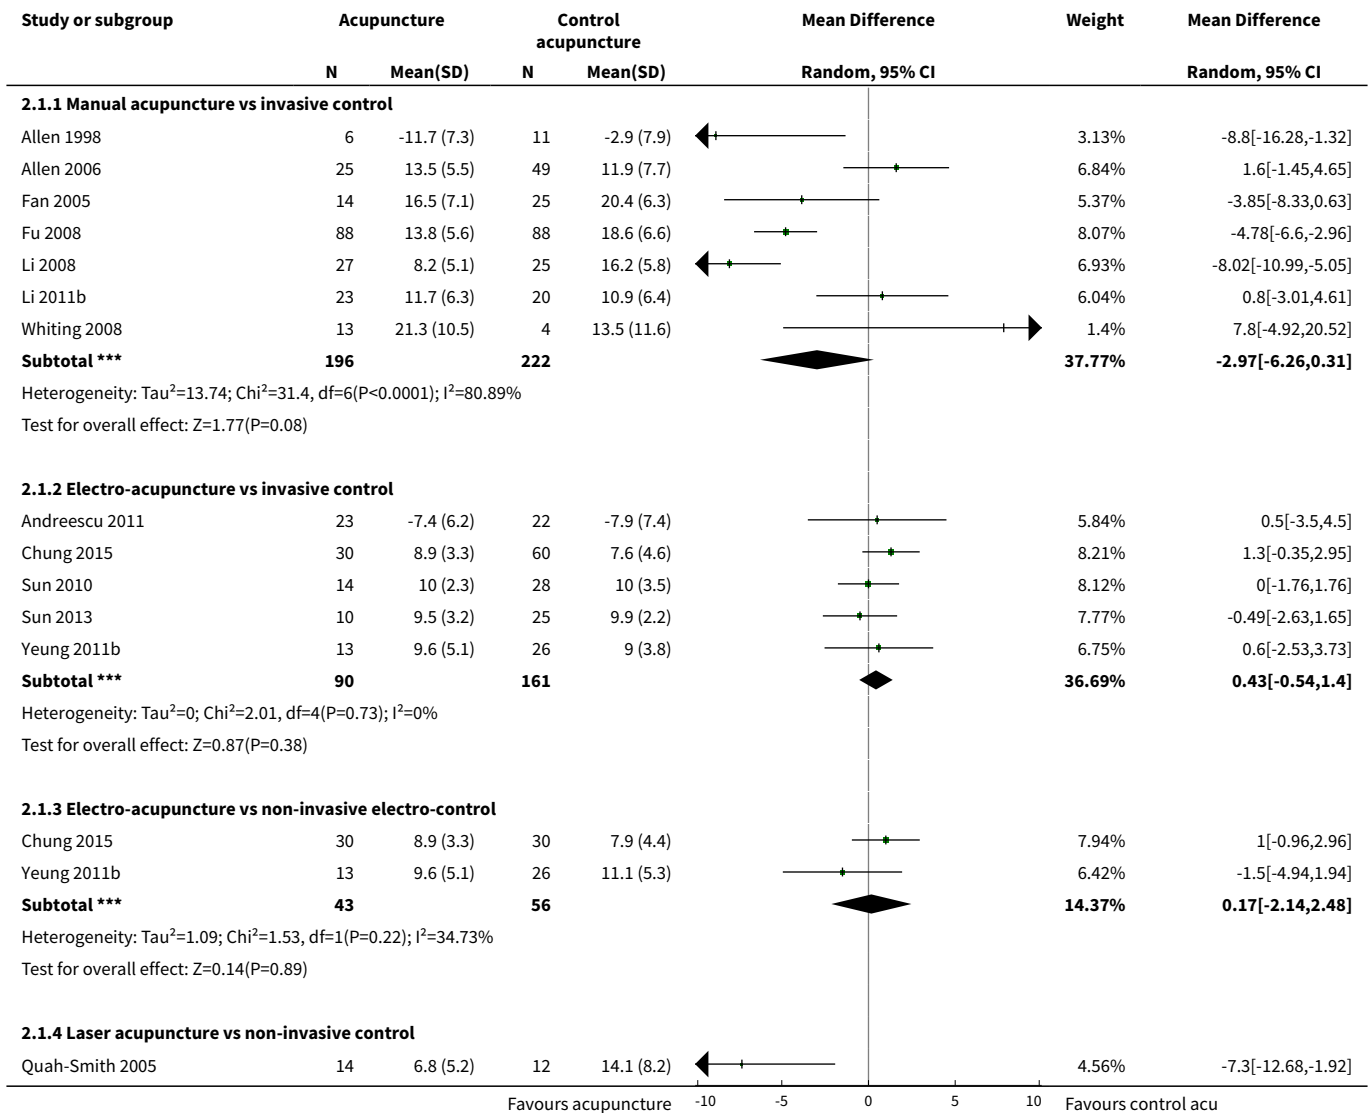 Study or subgroup Acupuncture Control acupuncture Mean Difference Weight Mean Difference
N Mean(SD) N Mean(SD) Random, 95% CI Random, 95% CI
2.1.1 Manual acupuncture vs invasive control
Allen 1998 6 -11.7 (7.3) 11 -2.9 (7.9) 3.13% -8.8[-16.28,-1.32]
Allen 2006 25 13.5 (5.5) 49 11.9 (7.7) 6.84% 1.6[-1.45,4.65]
Fan 2005 14 16.5 (7.1) 25 20.4 (6.3) 5.37% -3.85[-8.33,0.63]
Fu 2008 88 13.8 (5.6) 88 18.6 (6.6) 8.07% -4.78[-6.6,-2.96]
Li 2008 27 8.2 (5.1) 25 16.2 (5.8) 6.93% -8.02[-10.99,-5.05]
Li 2011b 23 11.7 (6.3) 20 10.9 (6.4) 6.04% 0.8[-3.01,4.61]
Whiting 2008 13 21.3 (10.5) 4 13.5 (11.6) 1.4% 7.8[-4.92,20.52]
Subtotal *** 196 222 37.77% -2.97[-6.26,0.31]
Heterogeneity: Tau²=13.74; Chi²=31.4, df=6(P<0.0001); I²=80.89%
Test for overall effect: Z=1.77(P=0.08)
2.1.2 Electro-acupuncture vs invasive control
Andreescu 2011 23 -7.4 (6.2) 22 -7.9 (7.4) 5.84% 0.5[-3.5,4.5]
Chung 2015 30 8.9 (3.3) 60 7.6 (4.6) 8.21% 1.3[-0.35,2.95]
Sun 2010 14 10 (2.3) 28 10 (3.5) 8.12% 0[-1.76,1.76]
Sun 2013 10 9.5 (3.2) 25 9.9 (2.2) 7.77% -0.49[-2.63,1.65]
Yeung 2011b 13 9.6 (5.1) 26 9 (3.8) 6.75% 0.6[-2.53,3.73]
Subtotal *** 90 161 36.69% 0.43[-0.54,1.4]
Heterogeneity: Tau²=0; Chi²=2.01, df=4(P=0.73); I²=0%
Test for overall effect: Z=0.87(P=0.38)
2.1.3 Electro-acupuncture vs non-invasive electro-control
Chung 2015 30 8.9 (3.3) 30 7.9 (4.4) 7.94% 1[-0.96,2.96]
Yeung 2011b 13 9.6 (5.1) 26 11.1 (5.3) 6.42% -1.5[-4.94,1.94]
Subtotal *** 43 56 14.37% 0.17[-2.14,2.48]
Heterogeneity: Tau²=1.09; Chi²=1.53, df=1(P=0.22); I²=34.73%
Test for overall effect: Z=0.14(P=0.89)
2.1.4 Laser acupuncture vs non-invasive control
Quah-Smith 2005 14 6.8 (5.2) 12 14.1 (8.2) 4.56% -7.3[-12.68,-1.92]
Favours acupuncture -10 -5 0 5 10 Favours control acu